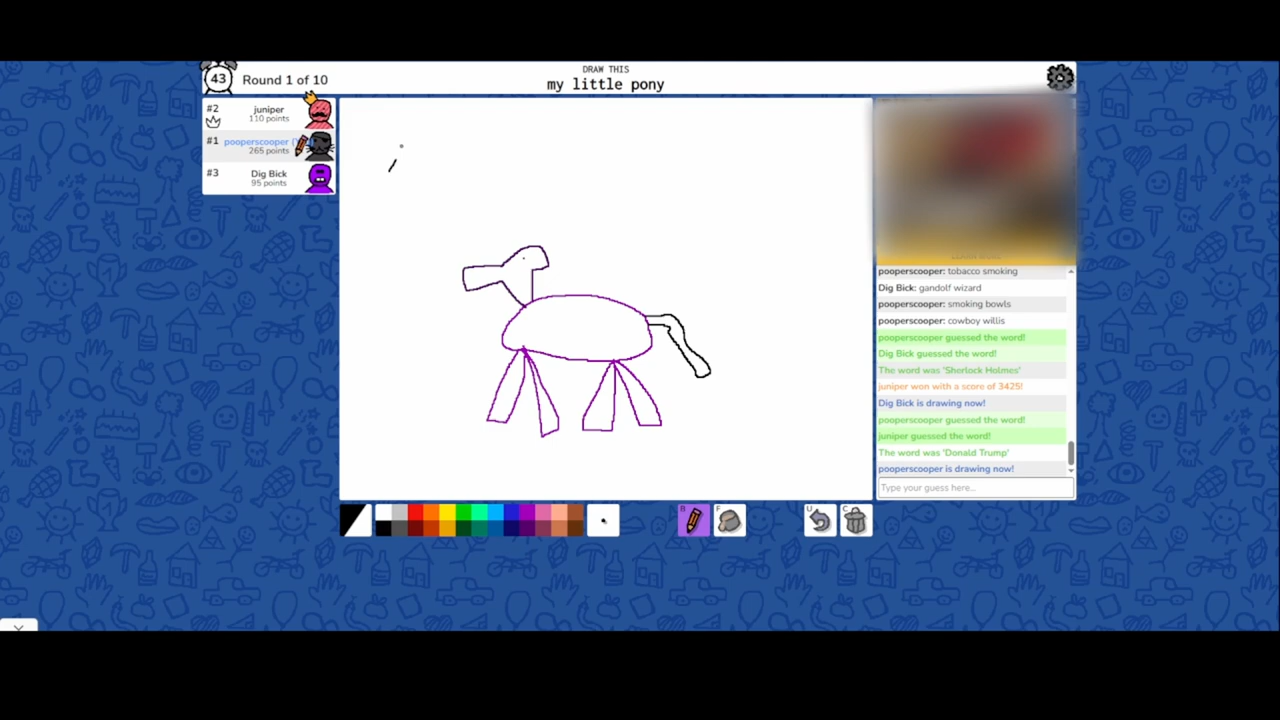 43
Round 1 of 10
DRAW THIS
my little pony
#2
juniper
110 points
#1
pooperscooper
265 points
#3
Dig Bick
95 points
pooperscooper: tobacco smoking
Dig Bick: gandolf wizard
pooperscooper: smoking bowls
pooperscooper: cowboy willis
pooperscooper guessed the word!
Dig Bick guessed the word!
The word was 'Sherlock Holmes'
juniper won with a score of 3425!
Dig Bick is drawing now!
pooperscooper guessed the word!
juniper guessed the word!
The word was 'Donald Trump'
pooperscooper is drawing now!
Type your guess here...
B
F
U
C